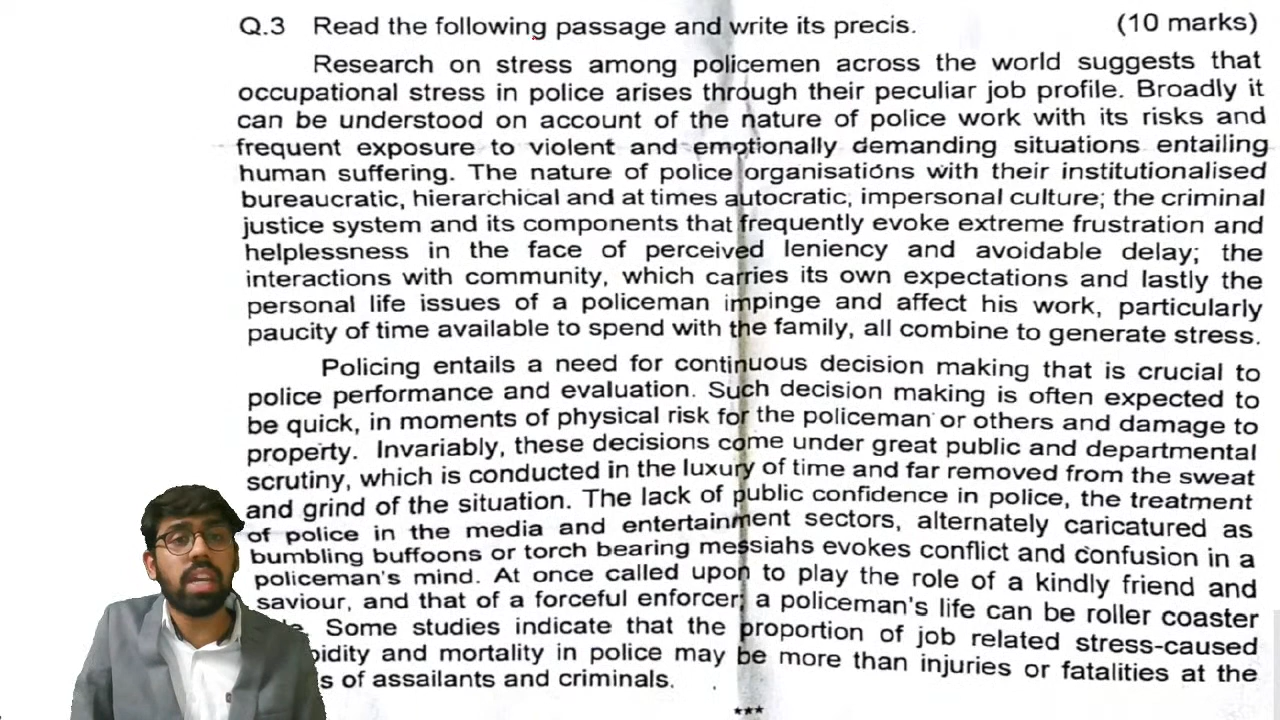 Q.3 Read the following passage and write its precis. (10 marks)
Research on stress among policemen across the world suggests that
occupational stress in police arises through their peculiar job profile. Broadly it
can be understood on account of the nature of police work with its risks and
frequent exposure to violent and emotionally demanding situations entailing
human suffering. The nature of police organisations with their institutionalised
bureaucratic, hierarchical and at times autocratic, impersonal culture; the criminal
justice system and its components that frequently evoke extreme frustration and
helplessness in the face of perceived leniency and avoidable delay; the
interactions with community, which carries its own expectations and lastly the
personal life issues of a policeman impinge and affect his work, particularly
paucity of time available to spend with the family, all combine to generate stress.
Policing entails a need for continuous decision making that is crucial to
police performance and evaluation. Such decision making is often expected to
be quick, in moments of physical risk for the policeman or others and damage to
property. Invariably, these decisions come under great public and departmental
scrutiny, which is conducted in the luxury of time and far removed from the sweat
and grind of the situation. The lack of public confidence in police, the treatment
of police in the media and entertainment sectors, alternately caricatured as
bumbling buffoons or torch bearing messiahs evokes conflict and confusion in a
policeman's mind. At once called upon to play the role of a kindly friend and
saviour, and that of a forceful enforcer; a policeman's life can be roller coaster
Some studies indicate that the proportion of job related stress-caused
and mortality in police may be more than injuries or fatalities at the
of assailants and criminals.
***